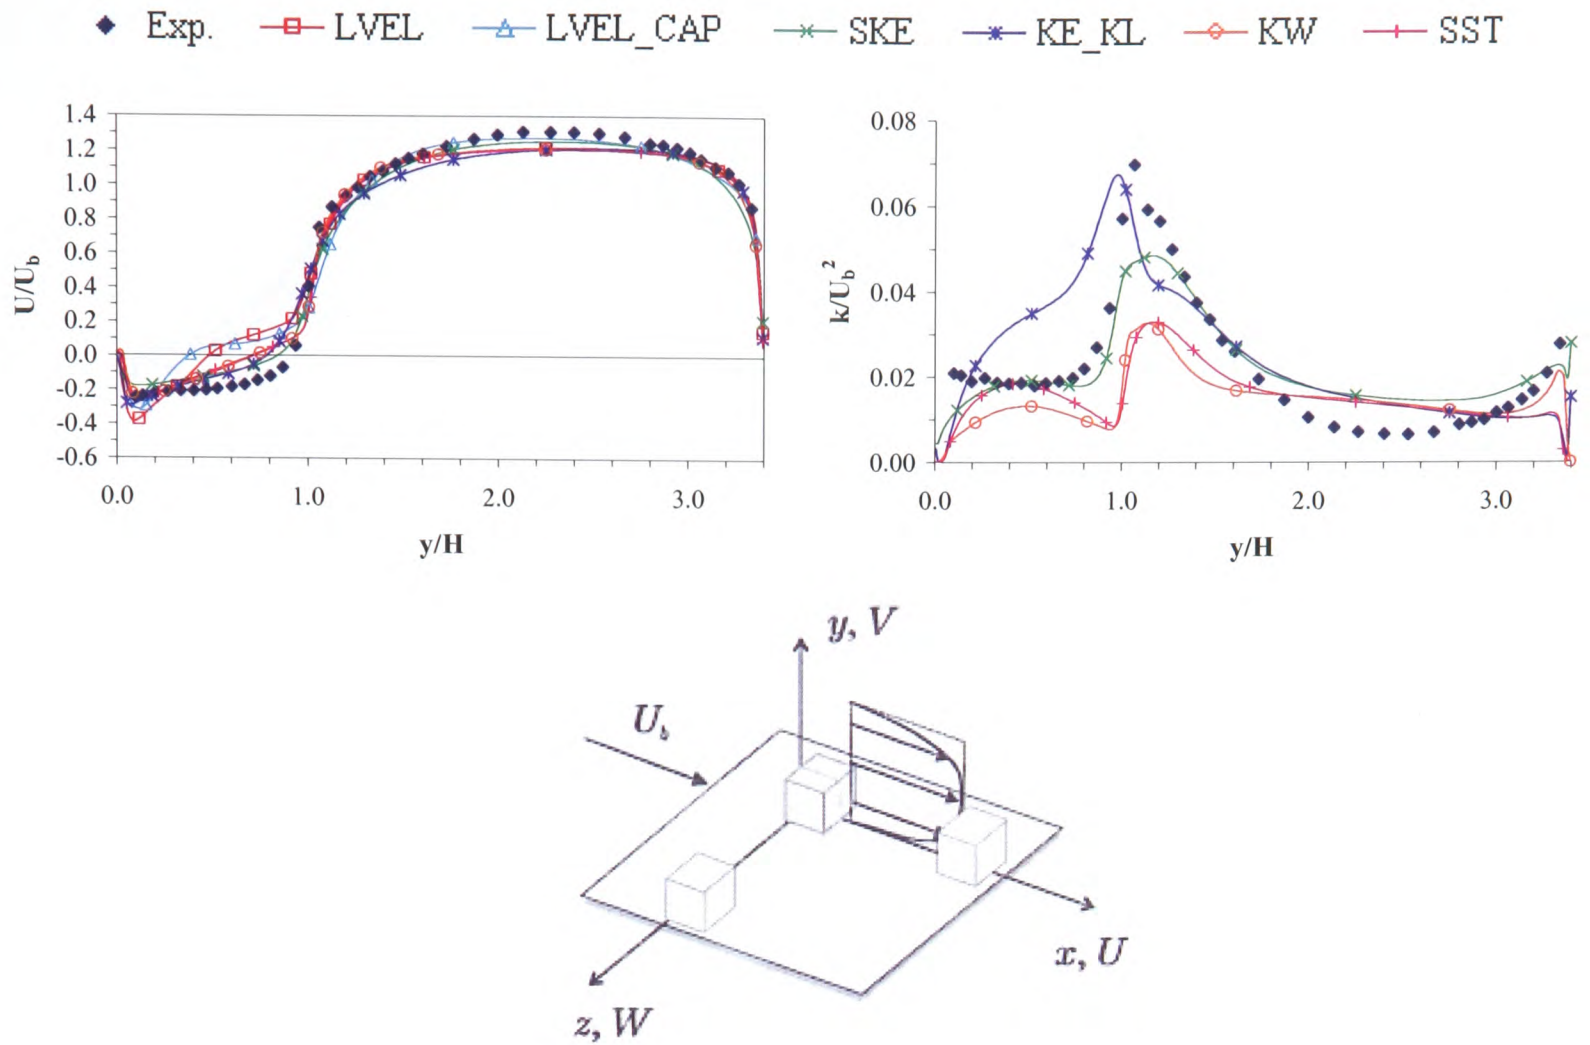 Exp. LVEL LVEL_CAP SKE KE_KL KW SST
1.4
1.2
1.0
0.8
0.6
0.4
0.2
0.0
-0.2
-0.4
-0.6
U/U_b
0.0 1.0 2.0 3.0
y/H
0.08
0.06
0.04
0.02
0.00
k/U_b^2
0.0 1.0 2.0 3.0
y/H
y, V
U_b
x, U
z, W